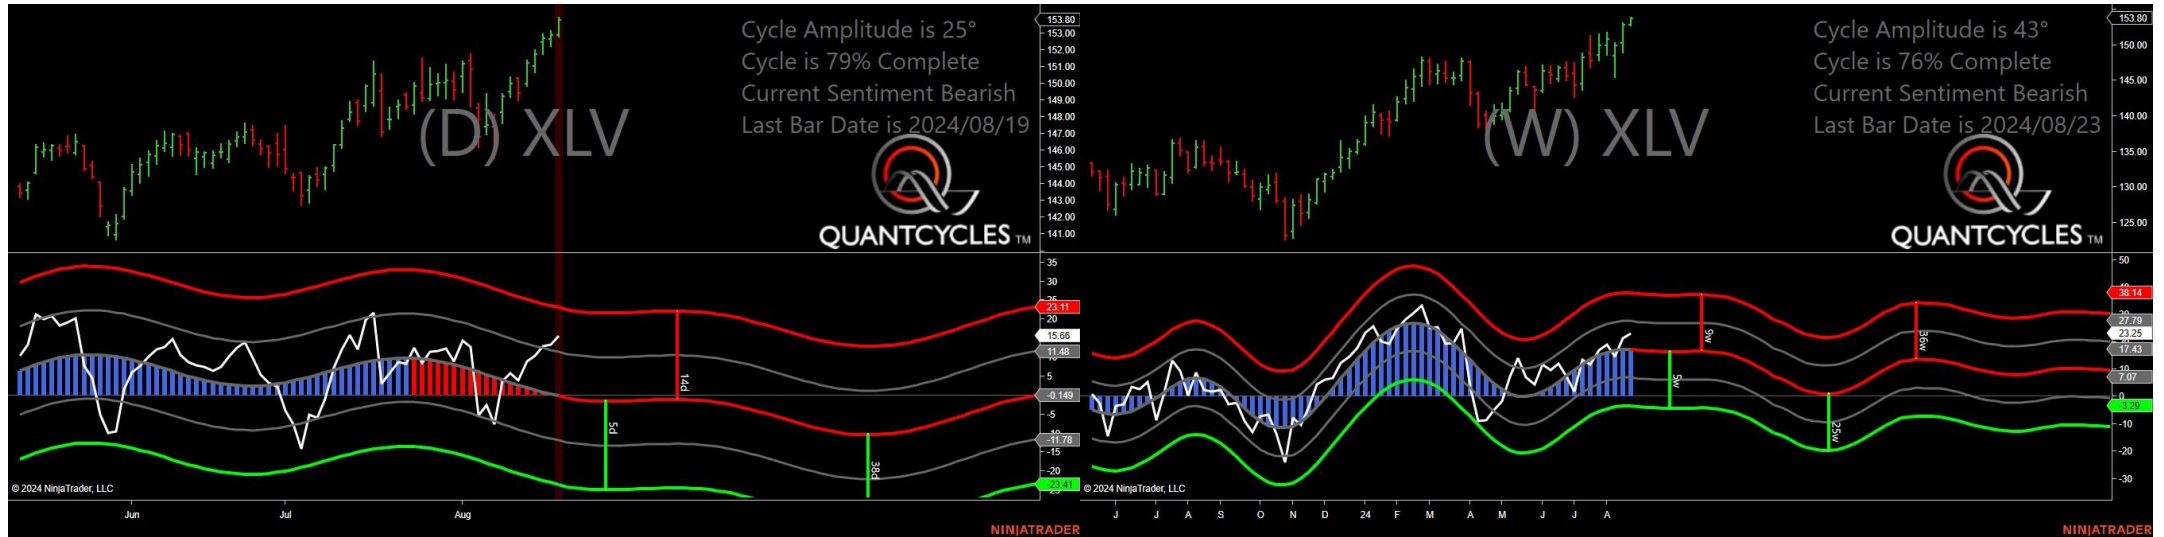 Cycle Amplitude is 25°
Cycle is 79% Complete
Current Sentiment Bearish
Last Bar Date is 2024/08/19
(D) XLV
QUANTCYCLES TM
153.80
153.00
152.00
151.00
150.00
149.00
148.00
147.00
146.00
145.00
144.00
143.00
142.00
141.00
35
30
23.11
20
15.66
11.48
5
-0.149
-5
-11.78
-15
-20
-23.41
14d
5d
38d
© 2024 NinjaTrader, LLC
Jun
Jul
Aug
NINJATRADER
Cycle Amplitude is 43°
Cycle is 76% Complete
Current Sentiment Bearish
Last Bar Date is 2024/08/23
(W) XLV
QUANTCYCLES TM
153.80
150.00
145.00
140.00
135.00
130.00
125.00
50
38.14
27.79
23.25
17.43
7.07
0
-3.29
-10
-20
-30
9w
5w
36w
25w
© 2024 NinjaTrader, LLC
J
J
A
S
O
N
D
24
F
M
A
M
J
J
A
NINJATRADER